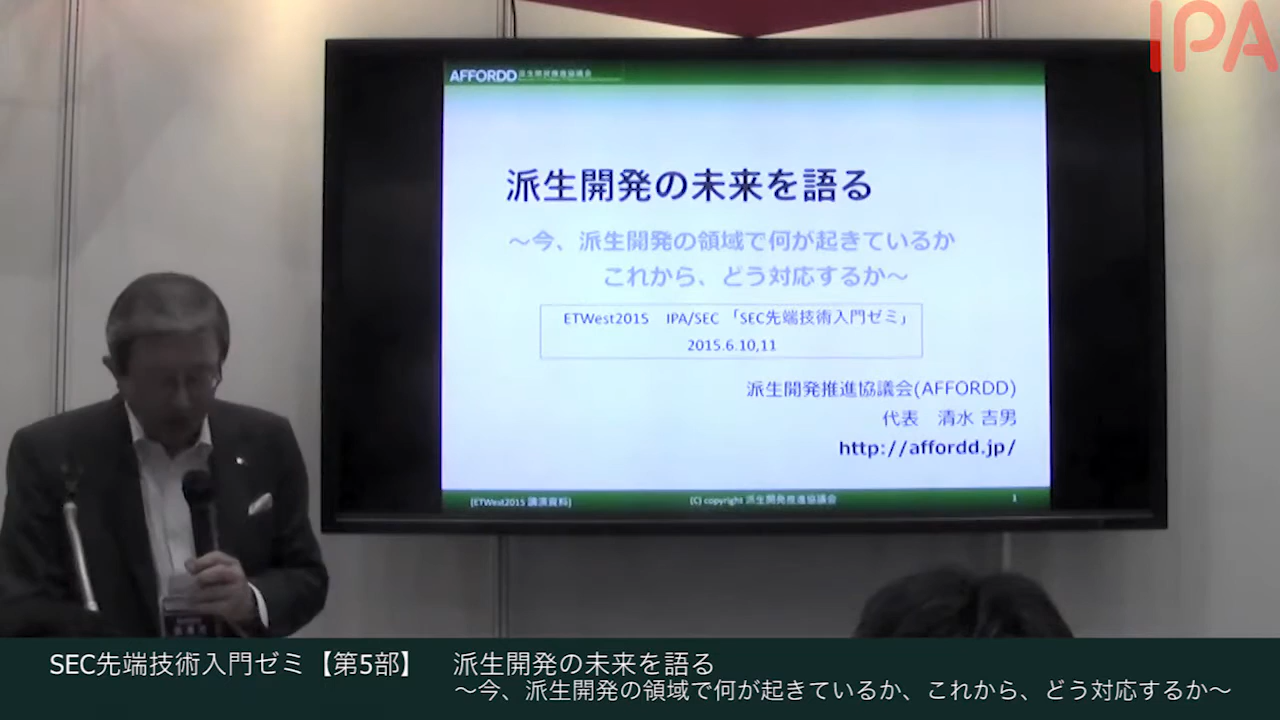 IPA
AFFORDD 派生開発推進協議会
派生開発の未来を語る
～今、派生開発の領域で何が起きているか
これから、どう対応するか～
ETWest2015 IPA/SEC 「SEC先端技術入門ゼミ」
2015.6.10,11
派生開発推進協議会(AFFORDD)
代表 清水 吉男
http://affordd.jp/
[ETWest2015 講演資料] (C) copyright 派生開発推進協議会 1
SEC先端技術入門ゼミ【第5部】 派生開発の未来を語る
～今、派生開発の領域で何が起きているか、これから、どう対応するか～